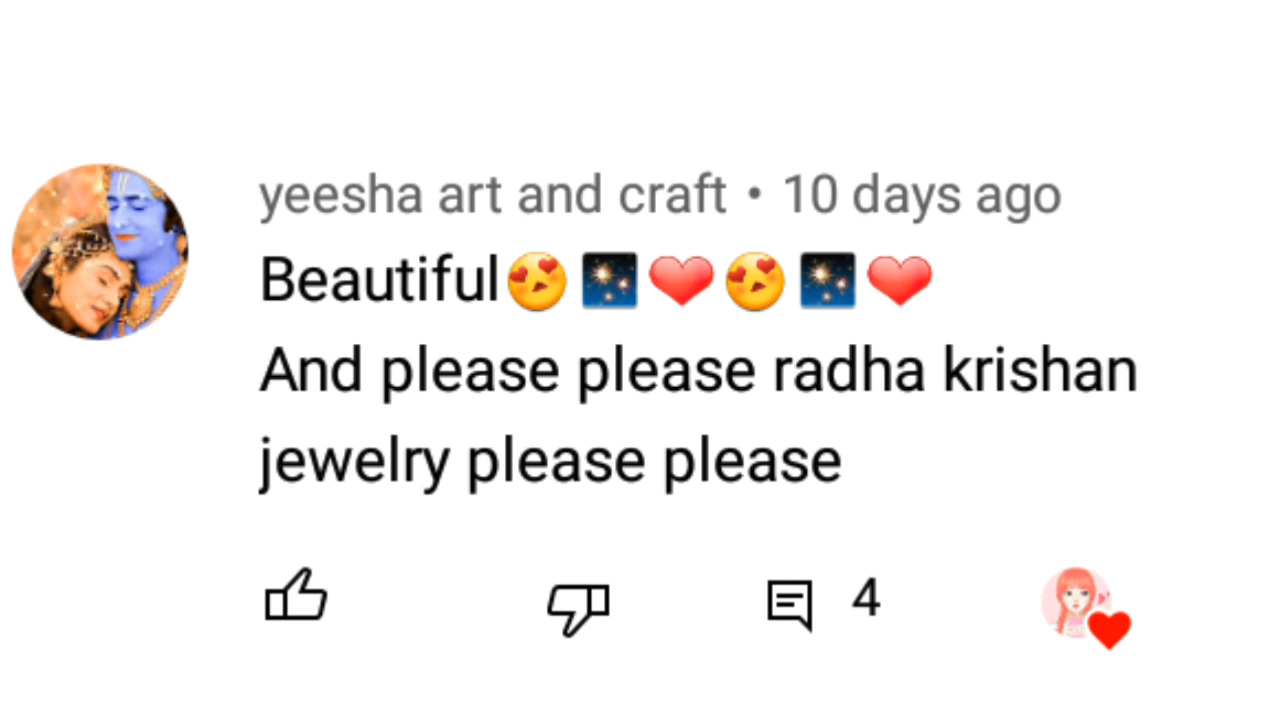 yeesha art and craft • 10 days ago
Beautiful😍🎇❤️😍🎇❤️
And please please radha krishan
jewelry please please
4